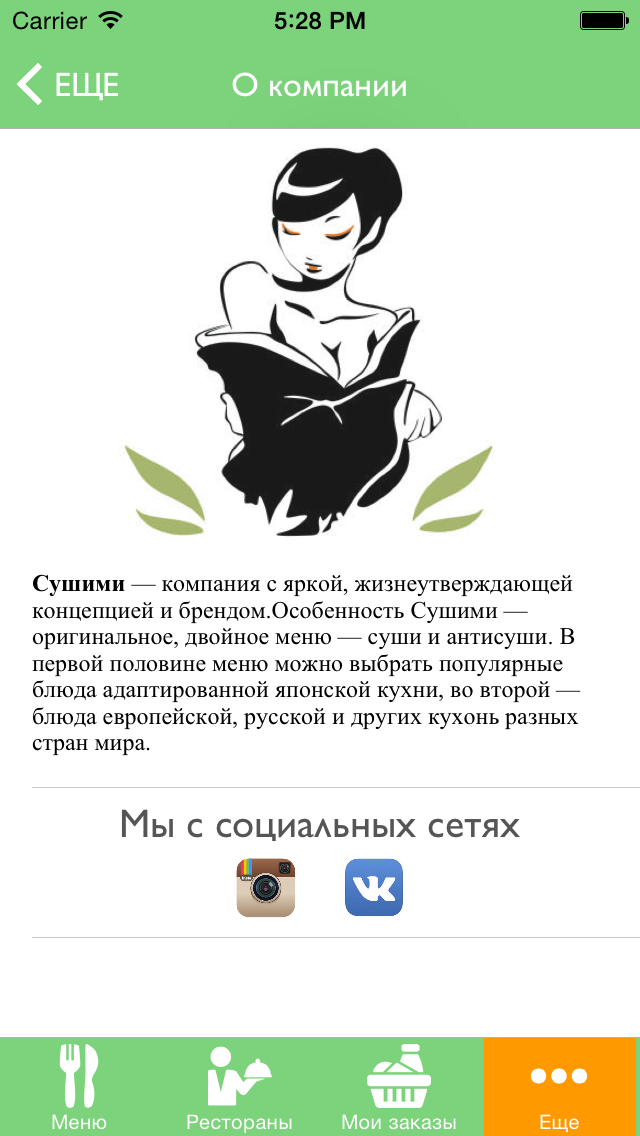 Carrier 5:28 PM
ЕЩЕ О компании
Сушими — компания с яркой, жизнеутверждающей
концепцией и брендом.Особенность Сушими —
оригинальное, двойное меню — суши и антисуши. В
первой половине меню можно выбрать популярные
блюда адаптированной японской кухни, во второй —
блюда европейской, русской и других кухонь разных
стран мира.
Мы с социальных сетях
Меню Рестораны Мои заказы Еще